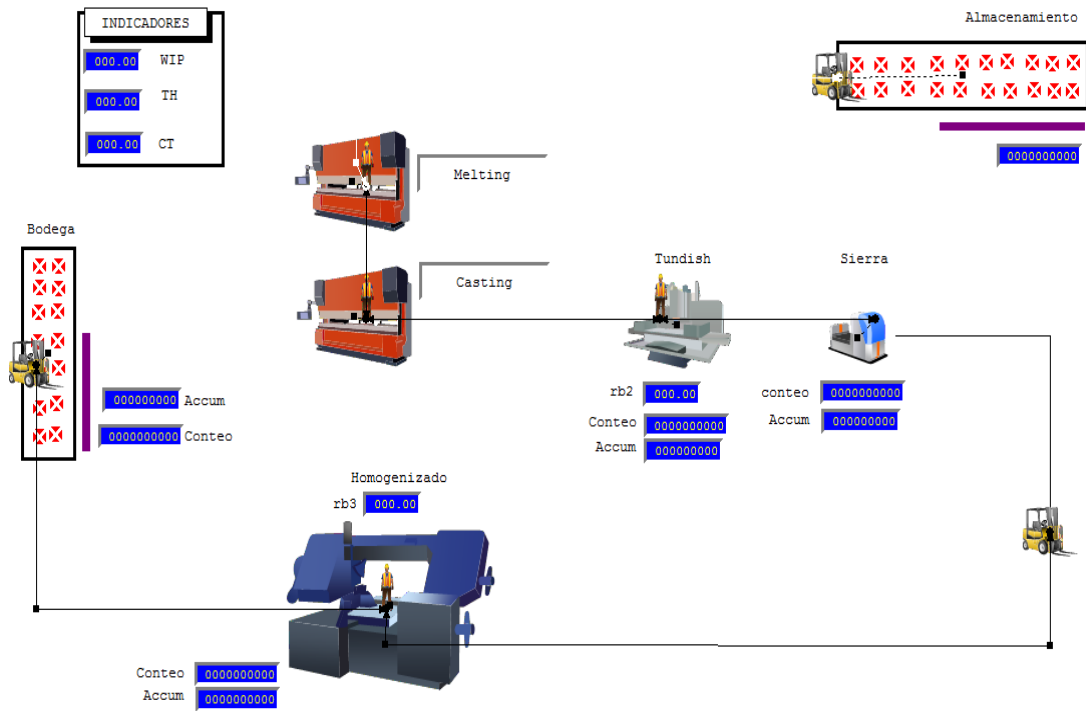 INDICADORES
000.00 WIP
000.00 TH
000.00 CT
Almacenamiento
0000000000
Melting
Bodega
Casting
Tundish
Sierra
rb2 000.00
conteo 0000000000
Conteo 0000000000
Accum 000000000
Accum 000000000
000000000 Accum
0000000000 Conteo
Homogenizado
rb3 000.00
Conteo 0000000000
Accum 000000000